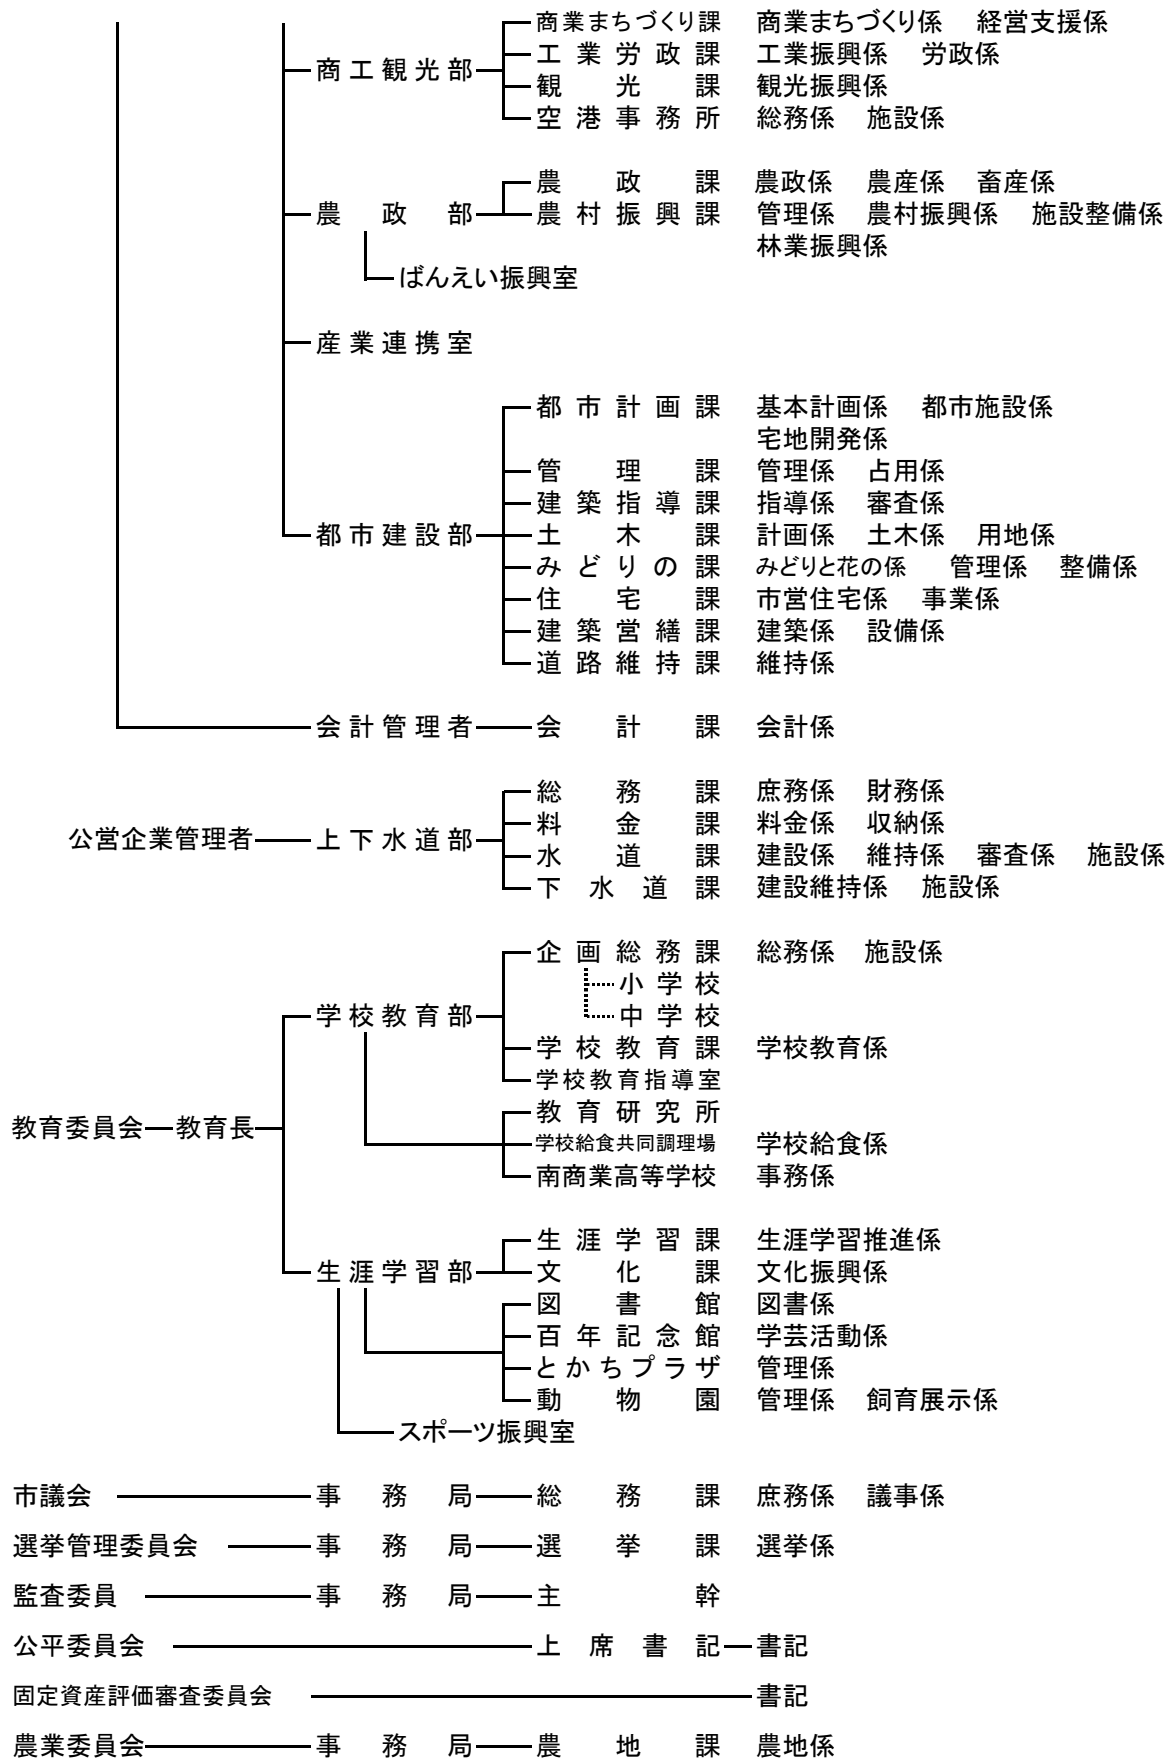 商業まちづくり課 商業まちづくり係 経営支援係
工業労政課 工業振興係 労政係
商工観光部
観光課 観光振興係
空港事務所 総務係 施設係
農政課 農政係 農産係 畜産係
農政部 農村振興課 管理係 農村振興係 施設整備係
林業振興係
ばんえい振興室
産業連携室
都市計画課 基本計画係 都市施設係
宅地開発係
管理課 管理係 占用係
建築指導課 指導係 審査係
都市建設部 土木課 計画係 土木係 用地係
みどりの課 みどりと花の係 管理係 整備係
住宅課 市営住宅係 事業係
建築営繕課 建築係 設備係
道路維持課 維持係
会計管理者 会計課 会計係
総務課 庶務係 財務係
料金課 料金係 収納係
公営企業管理者 上下水道部
水道課 建設係 維持係 審査係 施設係
下水道課 建設維持係 施設係
企画総務課 総務係 施設係
小学校
学校教育部 中学校
学校教育課 学校教育係
学校教育指導室
教育研究所
教育委員会 教育長
学校給食共同調理場 学校給食係
南商業高等学校 事務係
生涯学習課 生涯学習推進係
生涯学習部 文化課 文化振興係
図書館 図書係
百年記念館 学芸活動係
とかちプラザ 管理係
動物園 管理係 飼育展示係
スポーツ振興室
市議会 事務局 総務課 庶務係 議事係
選挙管理委員会 事務局 選挙課 選挙係
監査委員 事務局 主幹
公平委員会 上席書記 書記
固定資産評価審査委員会 書記
農業委員会 事務局 農地課 農地係